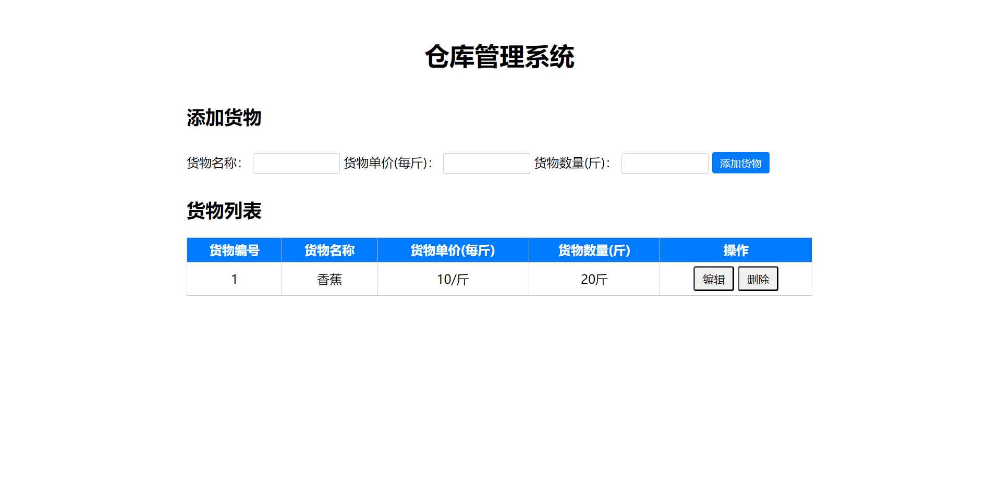 仓库管理系统
添加货物
货物名称： 货物单价(每斤)： 货物数量(斤)： 添加货物
货物列表
货物编号 货物名称 货物单价(每斤) 货物数量(斤) 操作
1 香蕉 10/斤 20斤 编辑 删除